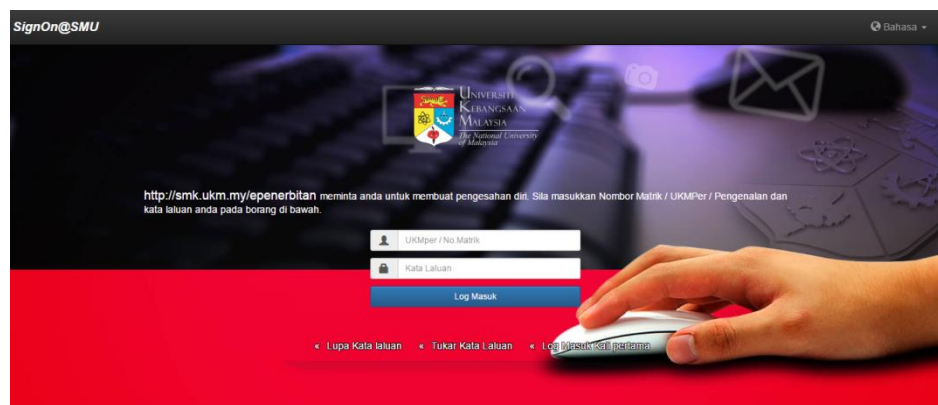 SignOn@SMU
Bahasa
UNIVERSITI
KEBANGSAAN
MALAYSIA
The National University
of Malaysia
http://smk.ukm.my/epenerbitan meminta anda untuk membuat pengesahan diri. Sila masukkan Nombor Matrik / UKMPer / Pengenalan dan
kata laluan anda pada borang di bawah.
UKMper / No.Matrik
Kata Laluan
Log Masuk
« Lupa Kata laluan « Tukar Kata Laluan « Log Masuk Kali pertama